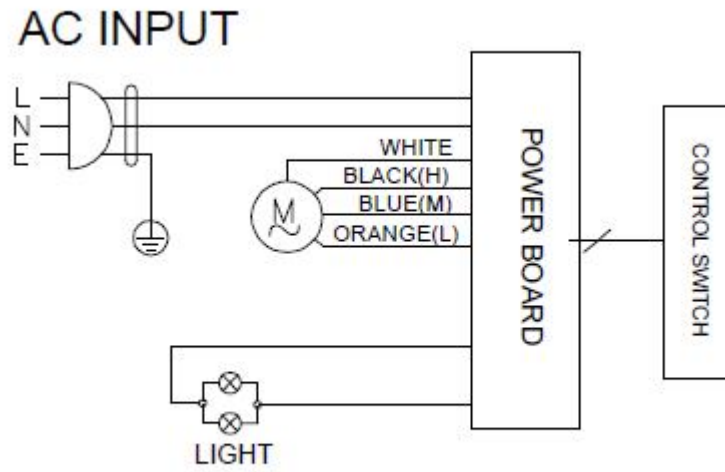 AC INPUT
L
N
E
WHITE
BLACK(H)
BLUE(M)
ORANGE(L)
M
POWER BOARD
CONTROL SWITCH
LIGHT